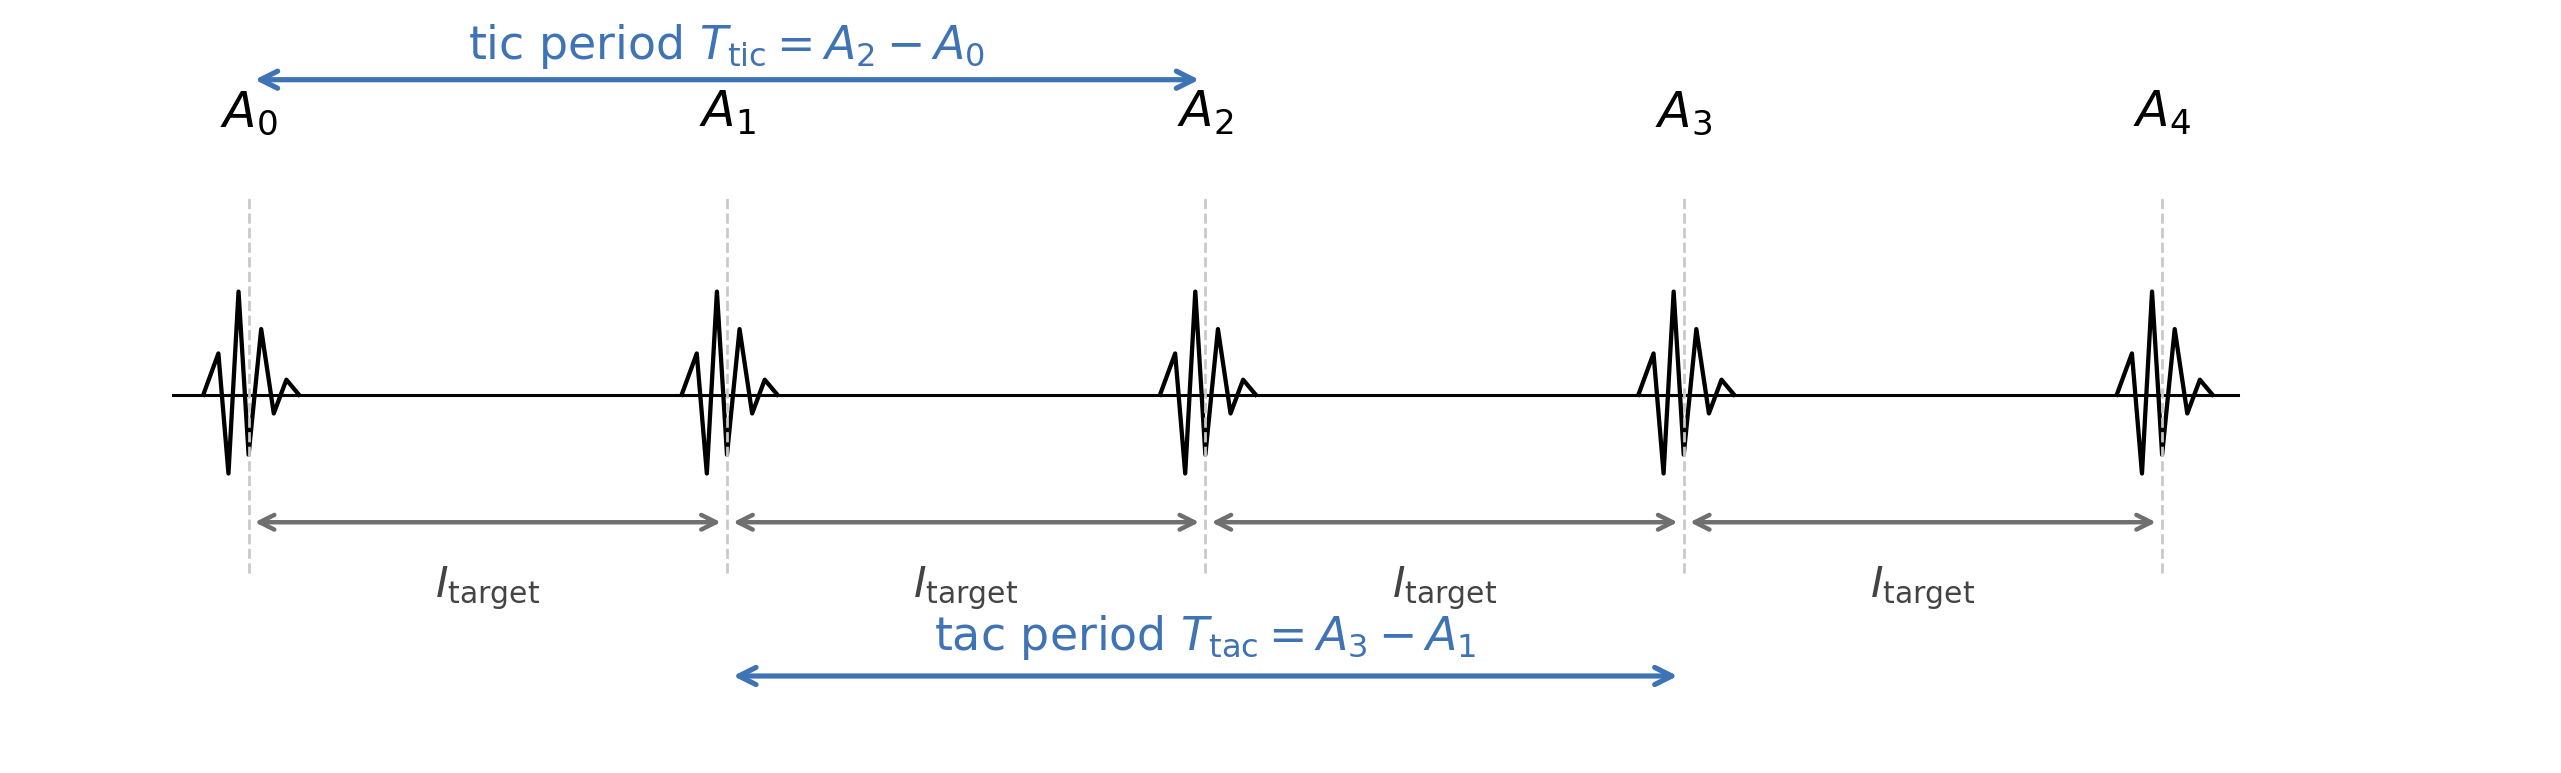 tic period T_tic = A_2 − A_0
A_0 A_1 A_2 A_3 A_4
I_target I_target I_target I_target
tac period T_tac = A_3 − A_1